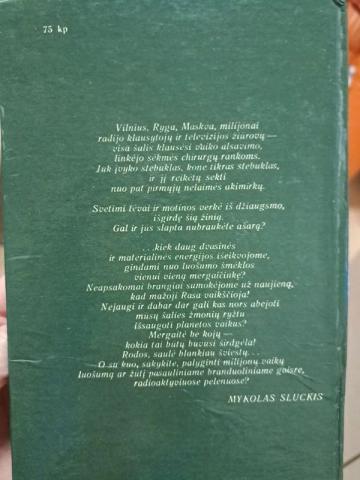 75 kp
Vilnius, Ryga, Maskva, milijonai
radijo klausytojų ir televizijos žiūrovų —
visa šalis klausėsi vaiko alsavimo,
linkėjo sėkmės chirurgų rankoms.
Juk įvyko stebuklas, kone tikras stebuklas,
ir jį reikėtų sekti
nuo pat pirmųjų nelaimės akimirkų.
Svetimi tėvai ir motinos verkė iš džiaugsmo,
išgirdę šią žinią.
Gal ir jūs slapta nubraukėte ašarą?
...kiek daug dvasinės
ir materialinės energijos išeikvojome,
gindami nuo luošumo šmėklos
vienui vieną mergaičiukę?
Neapsakomai brangiai sumokėjome už naujieną,
kad mažoji Rasa vaikščioja!
Nejaugi ir dabar dar gali kas nors abejoti
mūsų šalies žmonių ryžtu
išsaugoti planetos vaikus?
Mergaitė be kojų —
kokia tai būtų buvusi širdgėla!
Rodos, saulė blankiau šviestų...
O su kuo, sakykite, palyginti milijonų vaikų
luošumą ar žūtį pasauliniame branduoliniame gaisre,
radioaktyviuose pelenuose?
MYKOLAS SLUCKIS